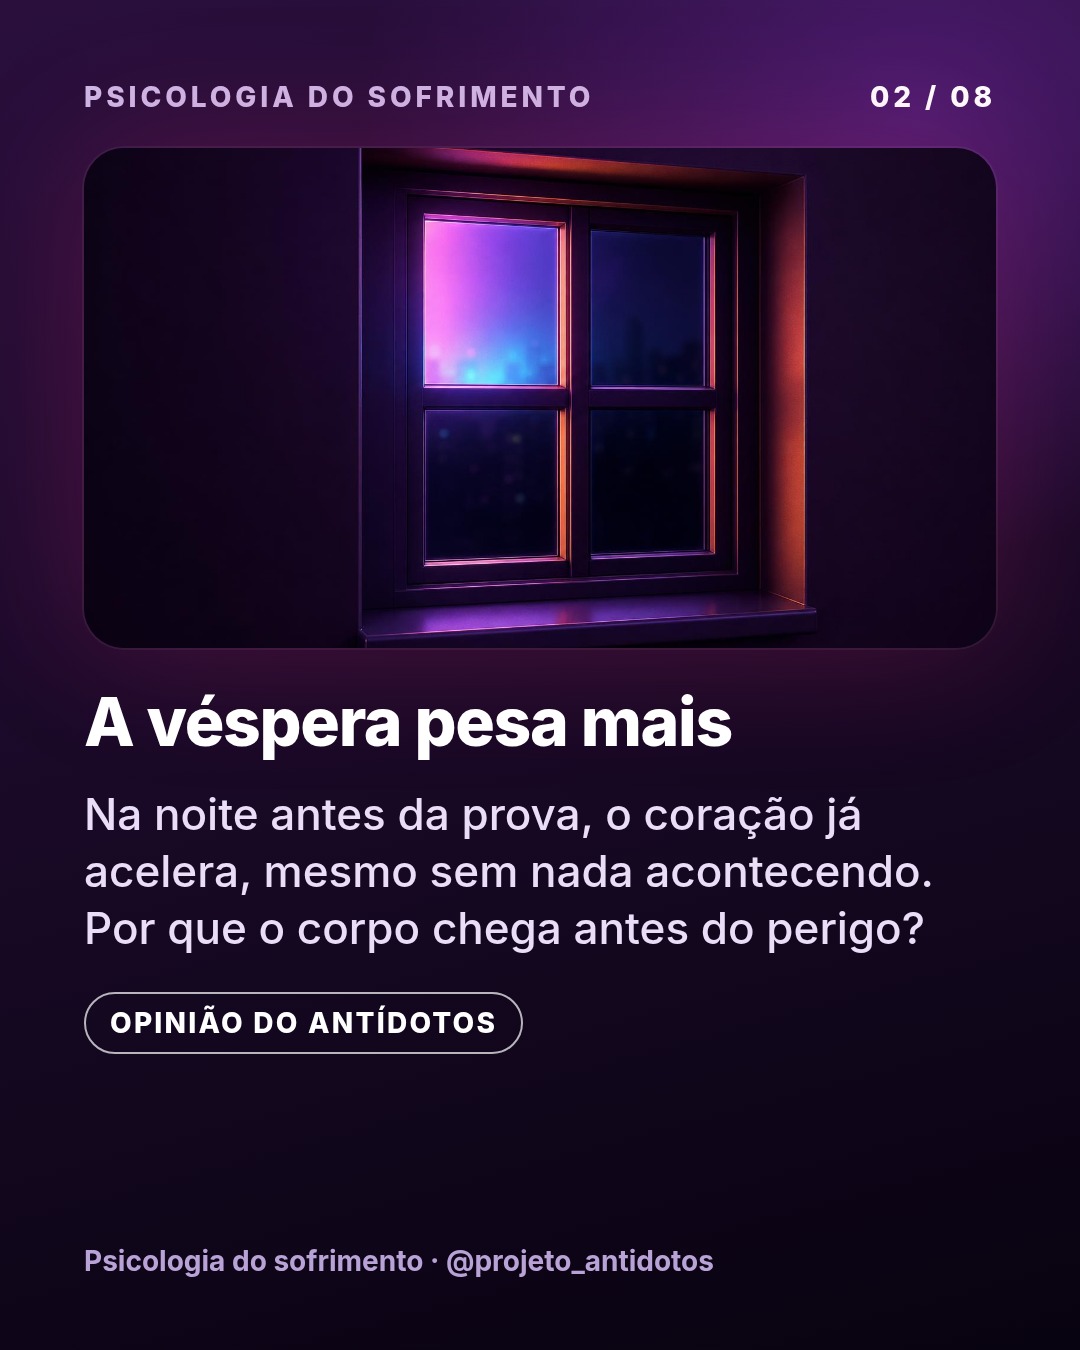 PSICOLOGIA DO SOFRIMENTO
02 / 08
A véspera pesa mais
Na noite antes da prova, o coração já
acelera, mesmo sem nada acontecendo.
Por que o corpo chega antes do perigo?
OPINIÃO DO ANTÍDOTOS
Psicologia do sofrimento · @projeto_antidotos